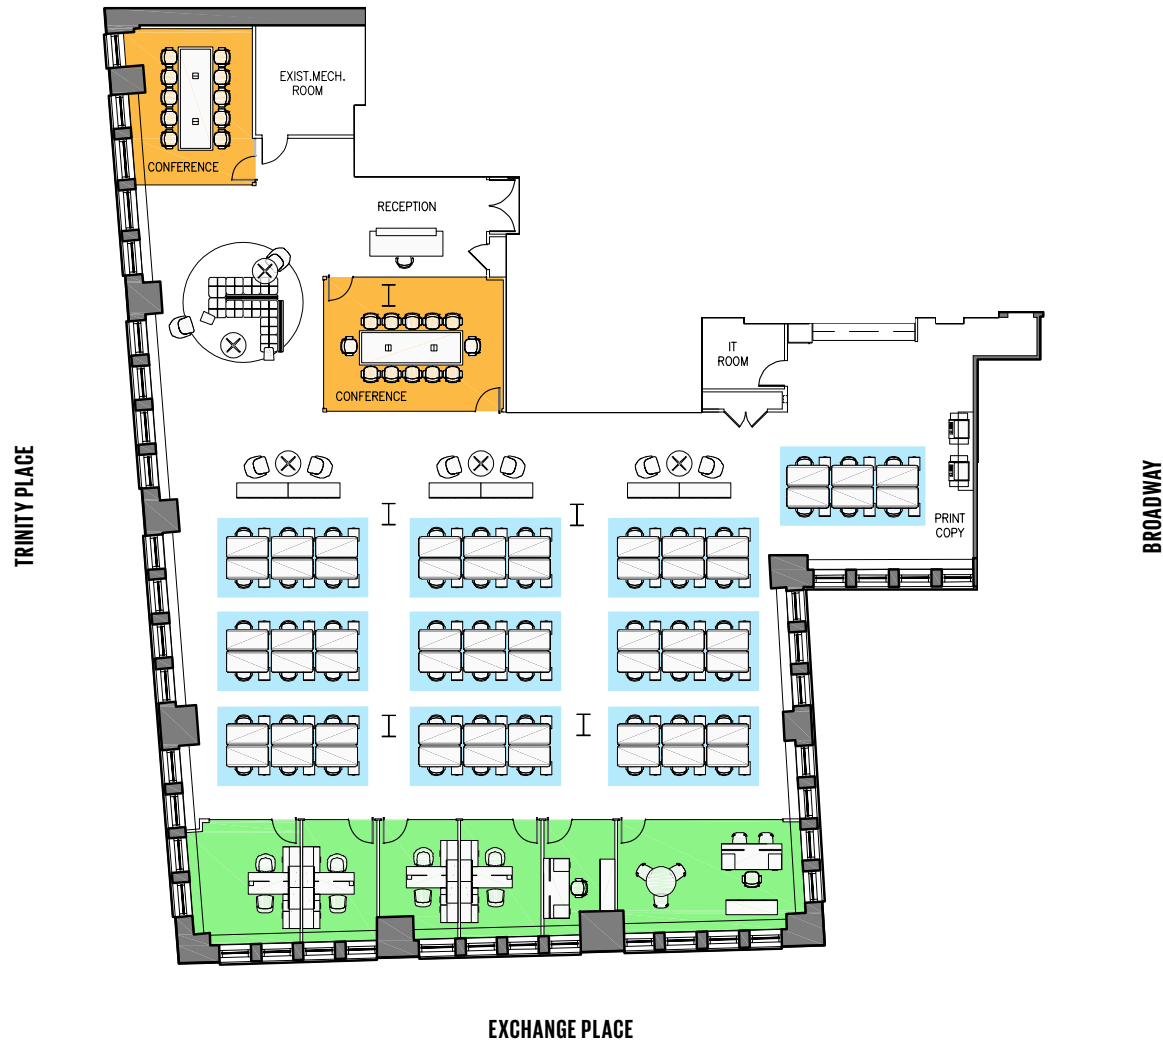 EXIST.MECH.
ROOM
CONFERENCE
RECEPTION
IT
ROOM
CONFERENCE
TRINITY PLACE
BROADWAY
PRINT
COPY
EXCHANGE PLACE